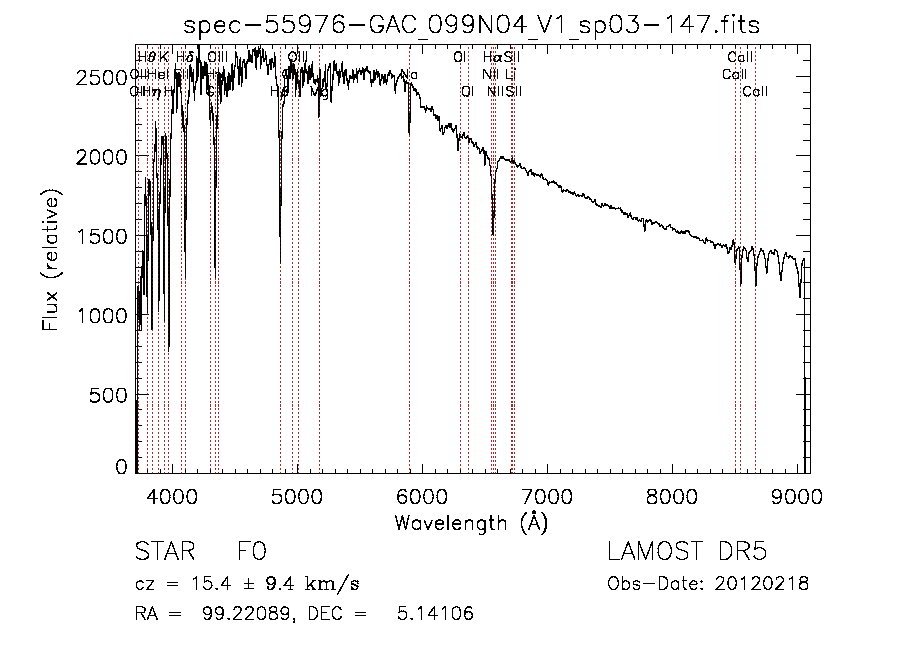 spec-55976-GAC_099N04_V1_sp03-147.fits
Hθ K Hδ OIII OIII OI Hα SII CaII
OII HeI SII Na NII Li CaII
OII Hη H Hβ Mg OI NII SII CaII
2500
2000
1500
1000
500
0
Flux (relative)
4000 5000 6000 7000 8000 9000
Wavelength (Å)
STAR F0 LAMOST DR5
cz = 15.4 ± 9.4 km/s Obs-Date: 20120218
RA = 99.22089, DEC = 5.14106